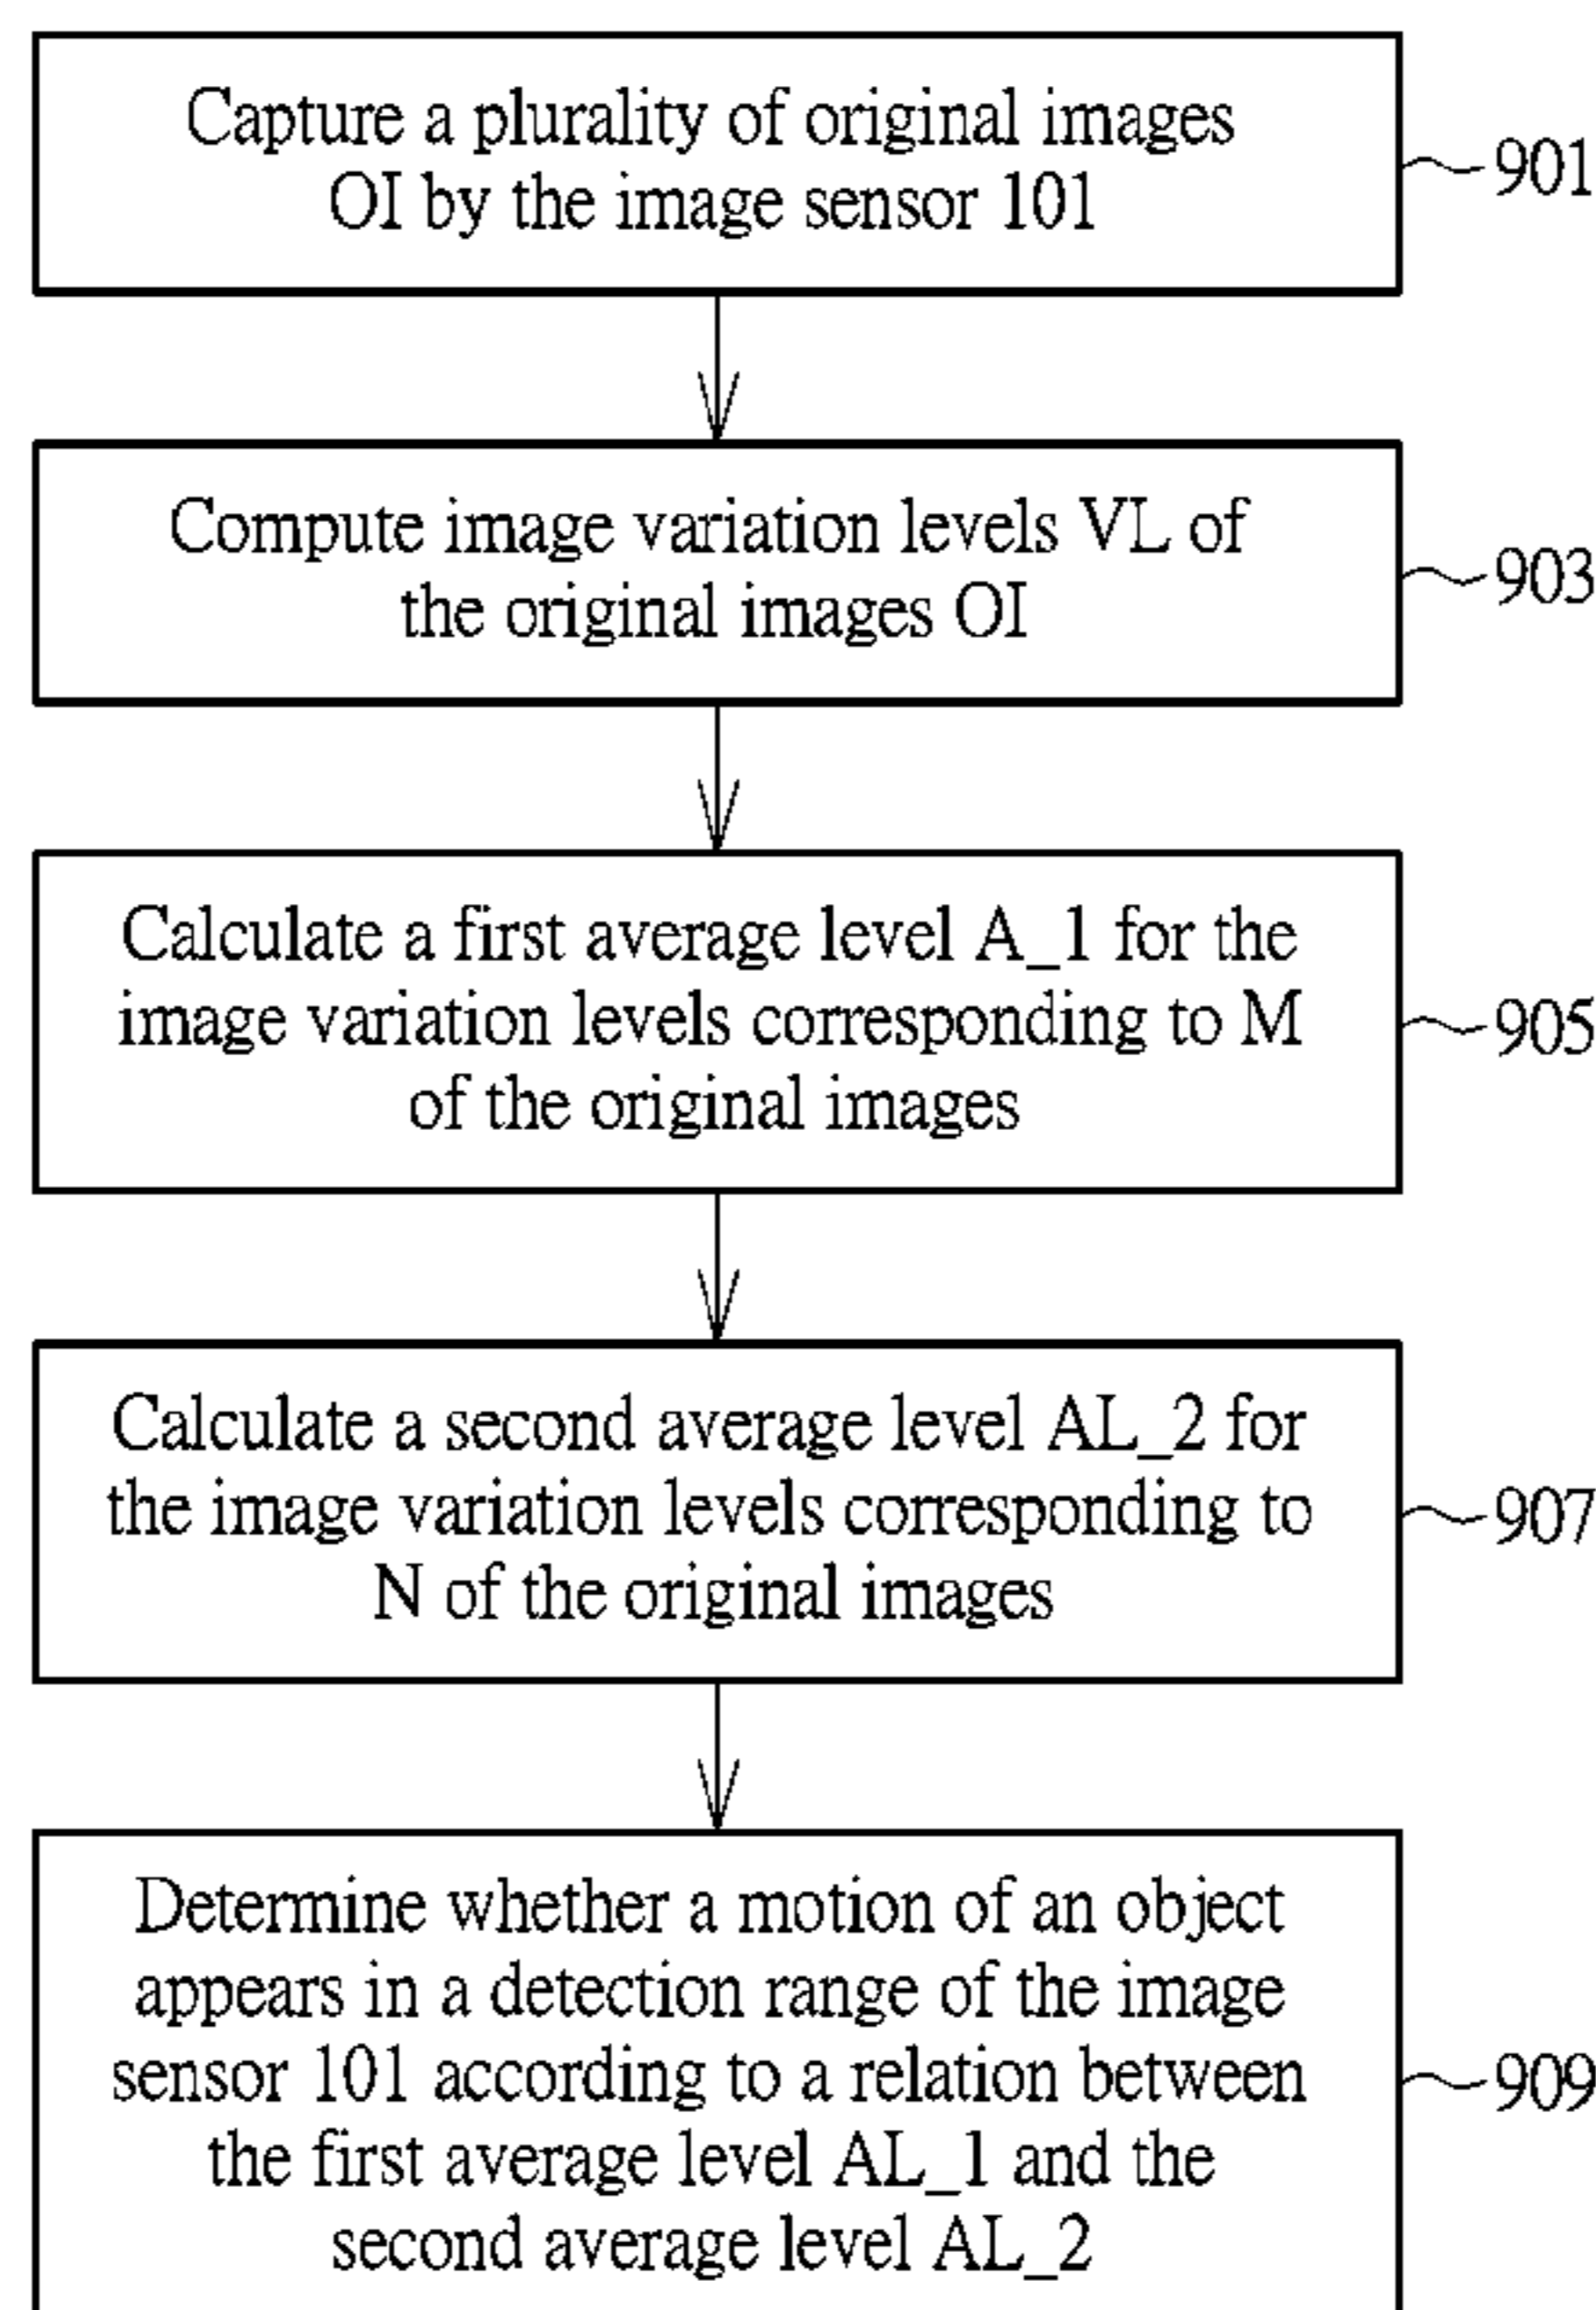 Capture a plurality of original images
OI by the image sensor 101
901
Compute image variation levels VL of
the original images OI
903
Calculate a first average level A_1 for the
image variation levels corresponding to M
of the original images
905
Calculate a second average level AL_2 for
the image variation levels corresponding to
N of the original images
907
Determine whether a motion of an object
appears in a detection range of the image
sensor 101 according to a relation between
the first average level AL_1 and the
second average level AL_2
909